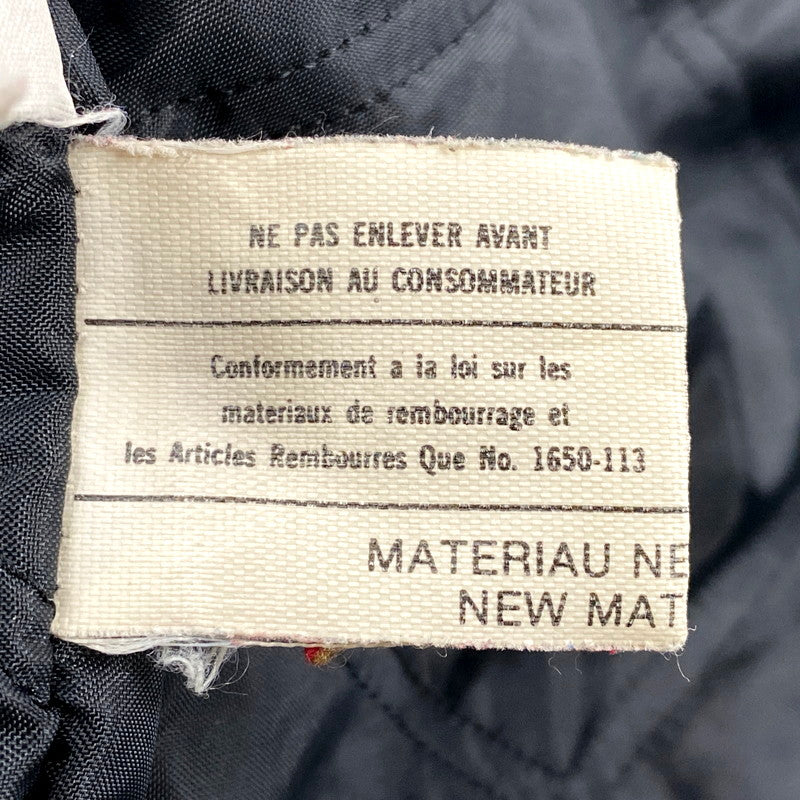 NE PAS ENLEVER AVANT
LIVRAISON AU CONSOMMATEUR
Conformement a ia loi sur les
materiaux de rembourrage et
les Articles Rembourres Que No. 1650-113
MATERIAU NE
NEW MAT